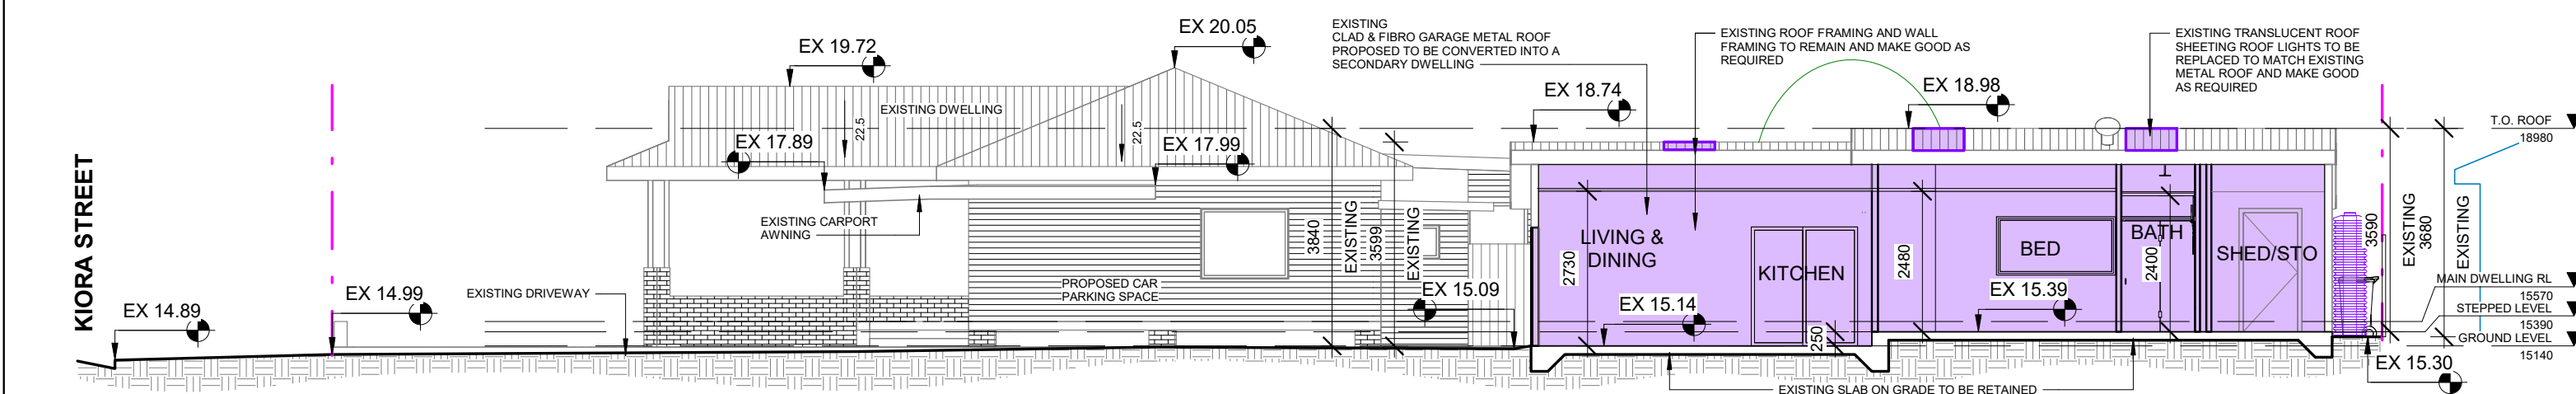 EX 20.05
EXISTING
CLAD & FIBRO GARAGE METAL ROOF
PROPOSED TO BE CONVERTED INTO A
SECONDARY DWELLING
EXISTING ROOF FRAMING AND WALL
FRAMING TO REMAIN AND MAKE GOOD AS
REQUIRED
EXISTING TRANSLUCENT ROOF
SHEETING ROOF LIGHTS TO BE
REPLACED TO MATCH EXISTING
METAL ROOF AND MAKE GOOD
AS REQUIRED
EX 19.72
EX 18.74
EX 18.98
EXISTING DWELLING
22.5
22.5
EX 17.89
EX 17.99
T.O. ROOF
18980
KIORA STREET
EXISTING CARPORT
AWNING
3840
EXISTING
3599
EXISTING
2730
LIVING &
DINING
KITCHEN
2480
BED
BATH
2400
SHED/STO
3590
EXISTING
3680
EXISTING
PROPOSED CAR
PARKING SPACE
EXISTING DRIVEWAY
EX 14.89
EX 14.99
EX 15.09
EX 15.14
250
EX 15.39
MAIN DWELLING RL
15570
STEPPED LEVEL
15390
GROUND LEVEL
15140
EX 15.30
EXISTING SLAB ON GRADE TO BE RETAINED